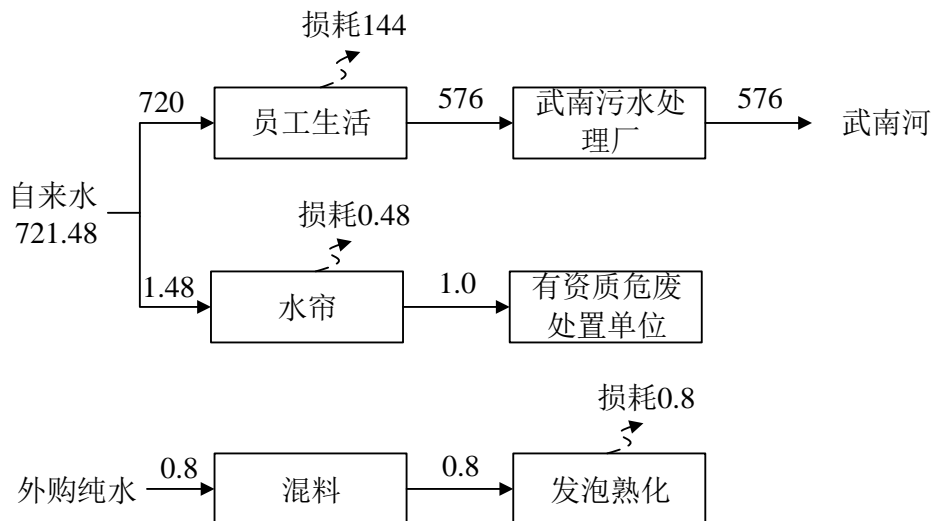 损耗144
720
员工生活
576
武南污水处
理厂
576
武南河
自来水
721.48
损耗0.48
1.48
水帘
1.0
有资质危废
处置单位
损耗0.8
外购纯水
0.8
混料
0.8
发泡熟化